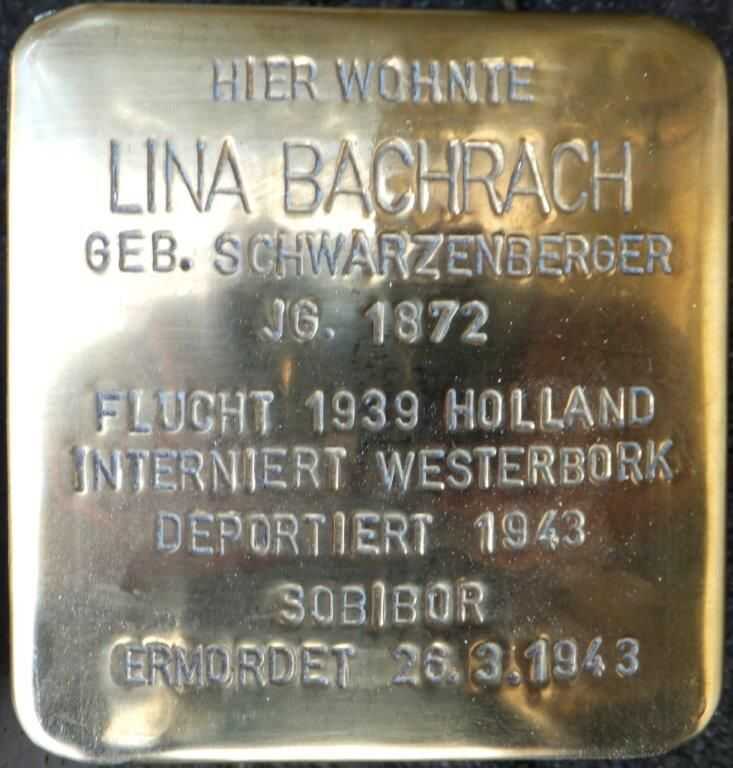 HIER WOHNTE
LINA BACHRACH
GEB. SCHWARZENBERGER
JG. 1872
FLUCHT 1939 HOLLAND
INTERNIERT WESTERBORK
DEPORTIERT 1943
SOBIBOR
ERMORDET 26.3.1943